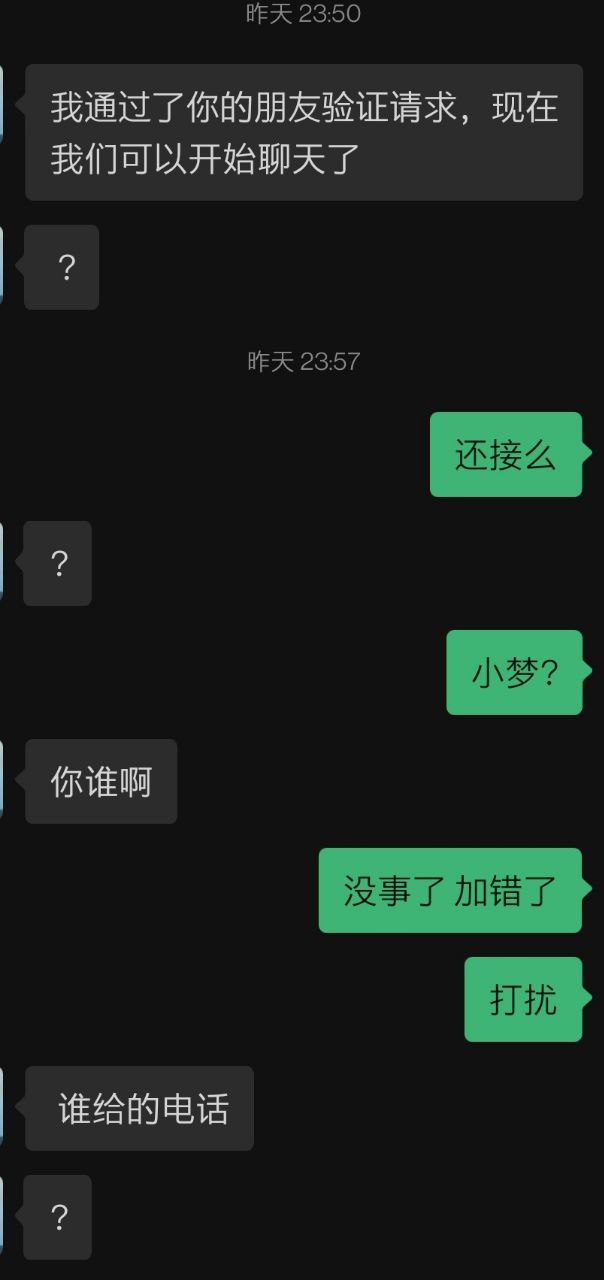 昨天 23:50
我通过了你的朋友验证请求，现在
我们可以开始聊天了
？
昨天 23:57
还接么
？
小梦？
你谁啊
没事了 加错了
打扰
谁给的电话
？